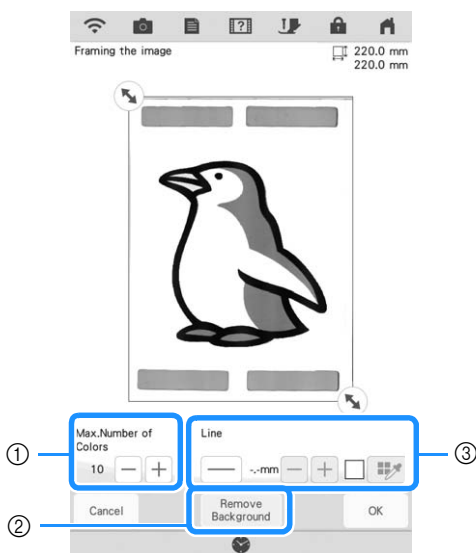 Framing the image
220.0 mm
220.0 mm
Max.Number of
Colors
Line
① 10 − +
-.-mm − + ③
②
Cancel
Remove
Background
OK